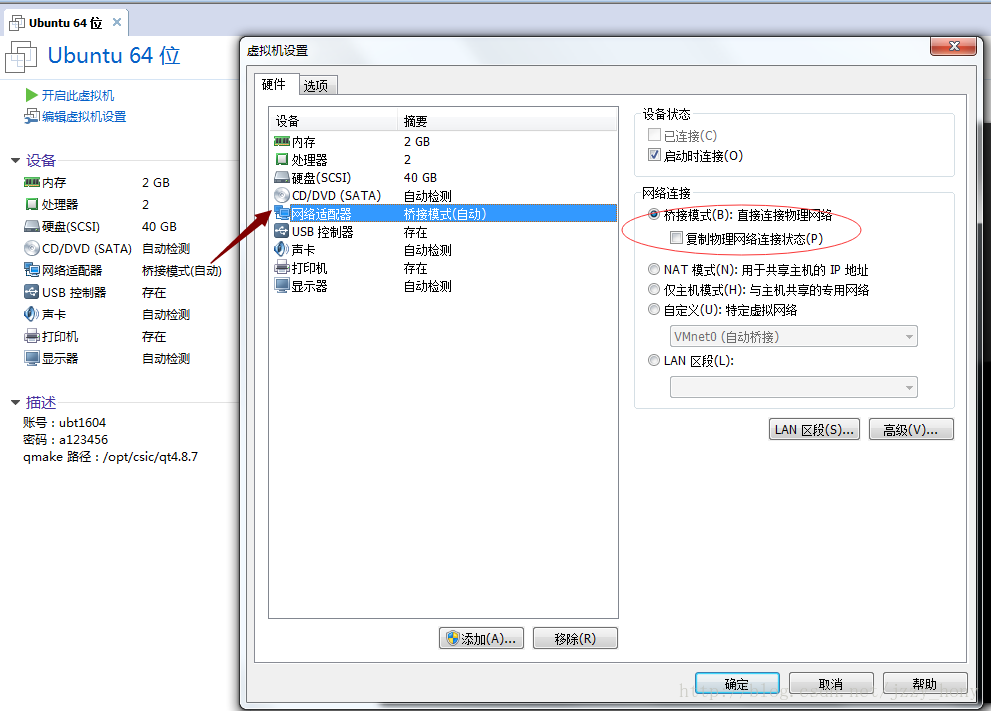 Ubuntu 64 位
Ubuntu 64 位
开启此虚拟机
编辑虚拟机设置
设备
内存 2 GB
处理器 2
硬盘(SCSI) 40 GB
CD/DVD (SATA) 自动检测
网络适配器 桥接模式(自动)
USB 控制器 存在
声卡 自动检测
打印机 存在
显示器 自动检测
描述
账号：ubt1604
密码：a123456
qmake 路径：/opt/csic/qt4.8.7
虚拟机设置
硬件 选项
设备 摘要
内存 2 GB
处理器 2
硬盘(SCSI) 40 GB
CD/DVD (SATA) 自动检测
网络适配器 桥接模式(自动)
USB 控制器 存在
声卡 自动检测
打印机 存在
显示器 自动检测
添加(A)... 移除(R)
设备状态
已连接(C)
启动时连接(O)
网络连接
桥接模式(B): 直接连接物理网络
复制物理网络连接状态(P)
NAT 模式(N): 用于共享主机的 IP 地址
仅主机模式(H): 与主机共享的专用网络
自定义(U): 特定虚拟网络
VMnet0 (自动桥接)
LAN 区段(L):
LAN 区段(S)... 高级(V)...
确定 取消 帮助